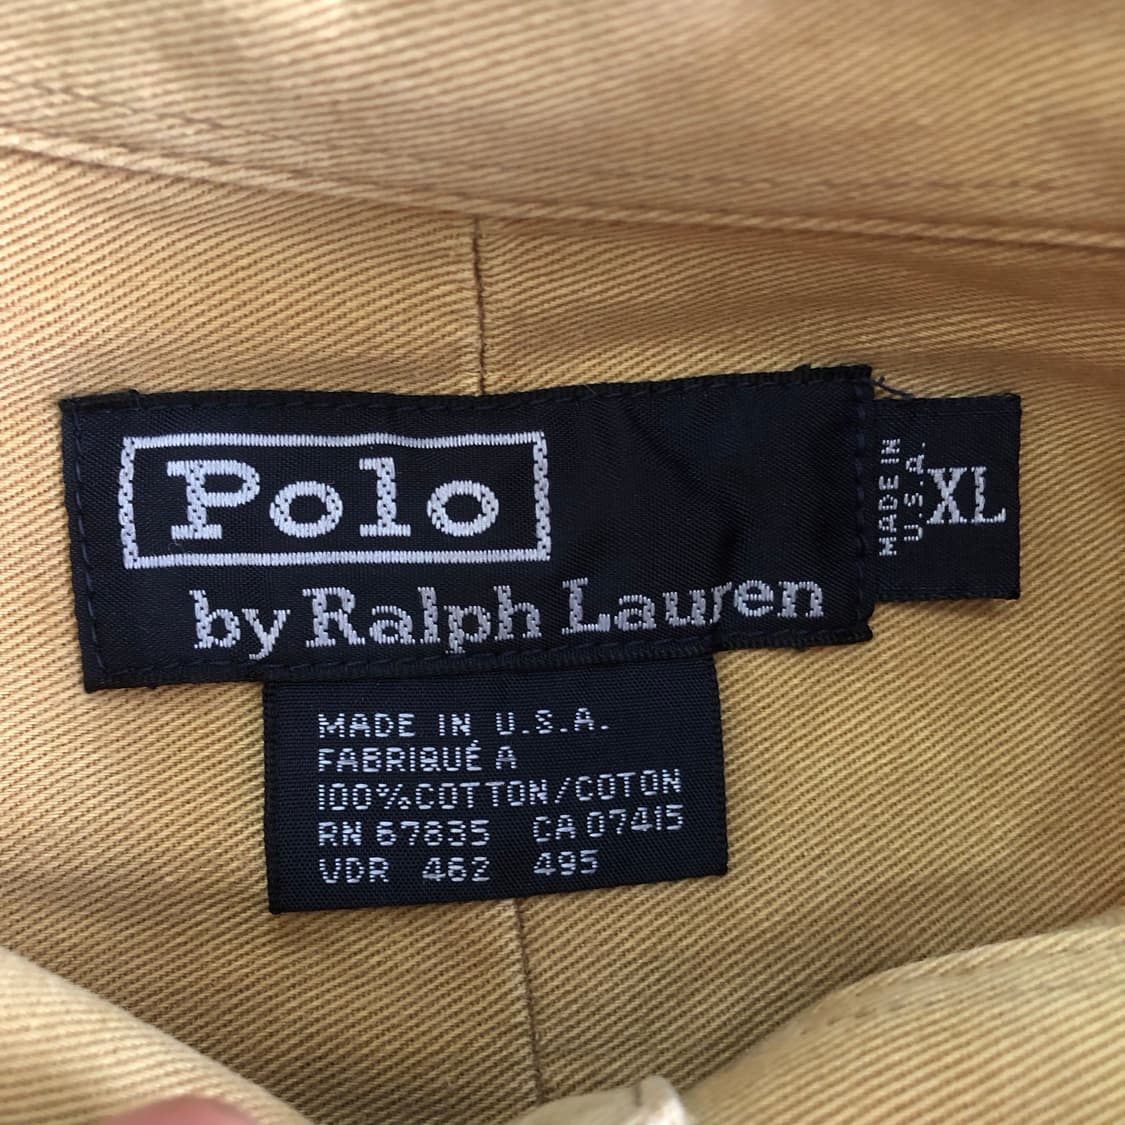 Polo
by Ralph Lauren
MADE IN
U.S.A.
XL
MADE IN U.S.A.
FABRIQUÉ A
100%COTTON/COTON
RN 67835 CA 07415
VDR 462 495